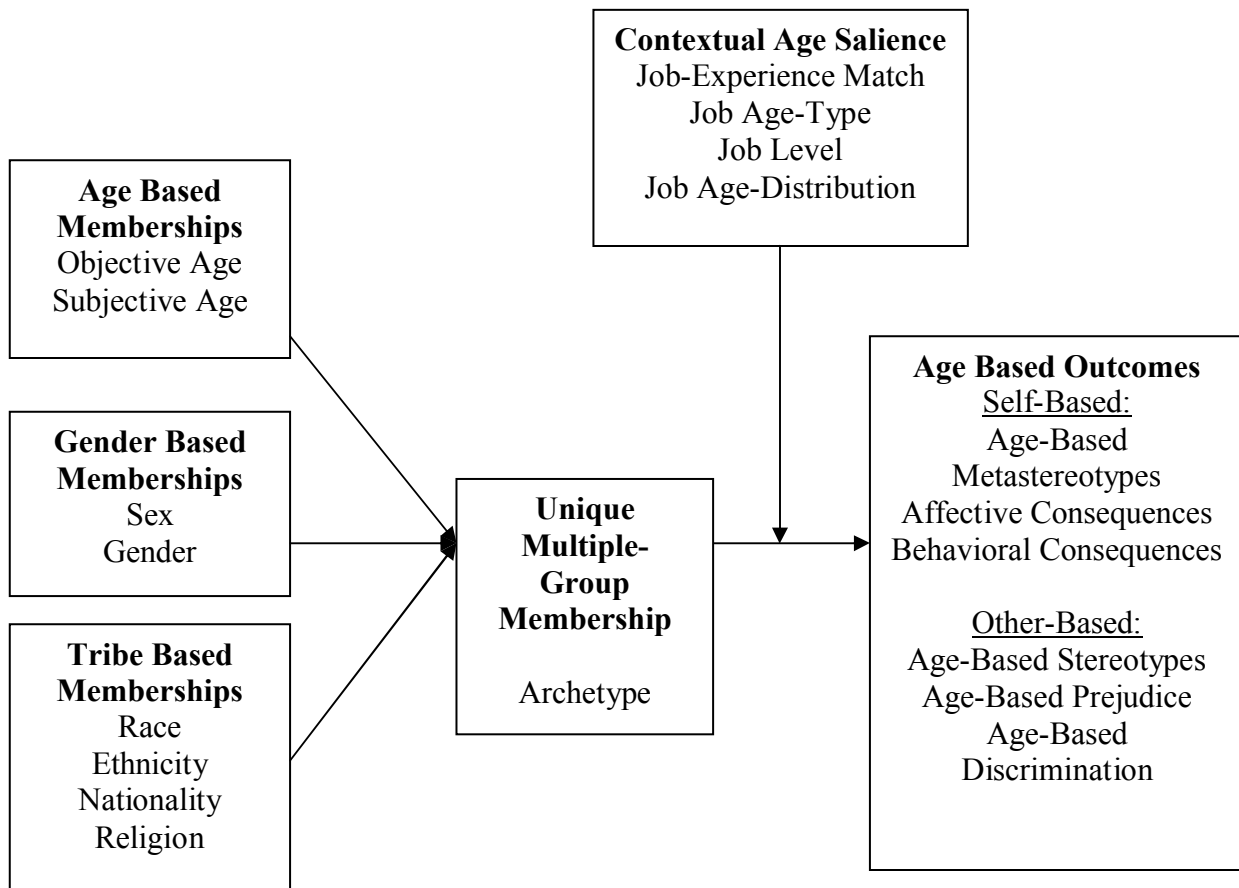 Contextual Age Salience
Job-Experience Match
Job Age-Type
Job Level
Job Age-Distribution
Age Based
Memberships
Objective Age
Subjective Age
Gender Based
Memberships
Sex
Gender
Tribe Based
Memberships
Race
Ethnicity
Nationality
Religion
Unique
Multiple-
Group
Membership
Archetype
Age Based Outcomes
Self-Based:
Age-Based
Metastereotypes
Affective Consequences
Behavioral Consequences
Other-Based:
Age-Based Stereotypes
Age-Based Prejudice
Age-Based
Discrimination